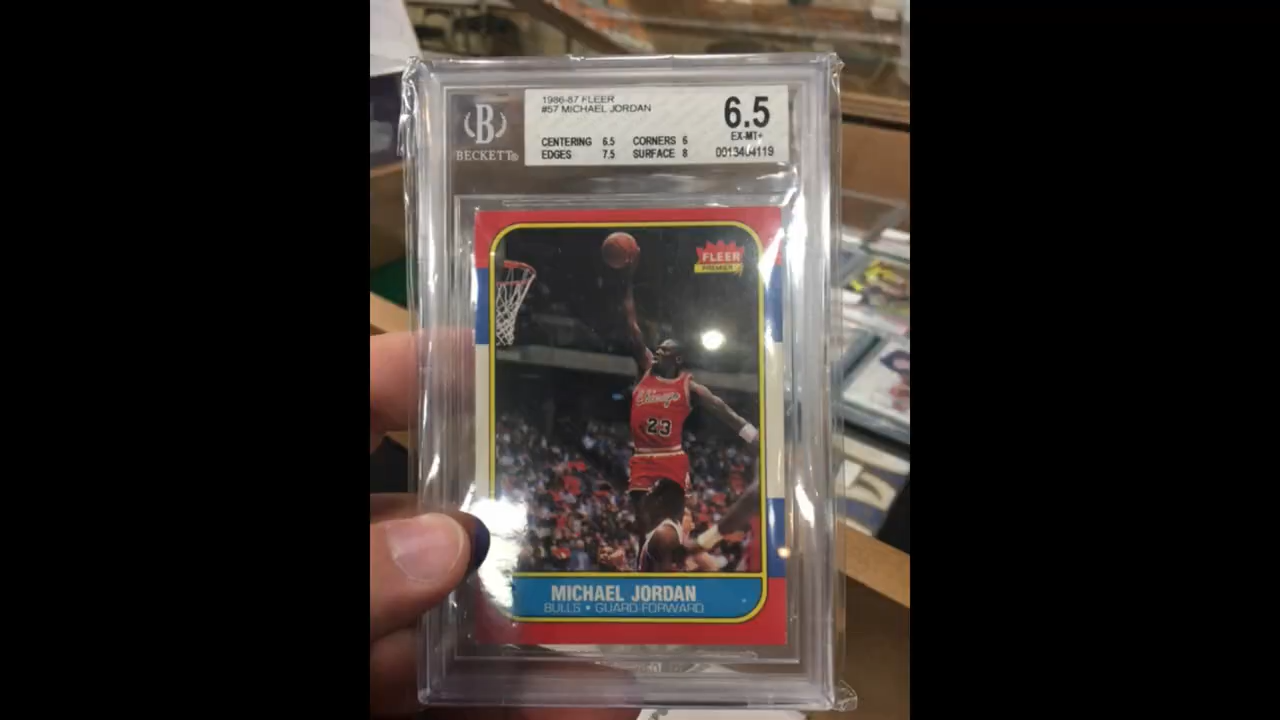 1986-87 FLEER
#57 MICHAEL JORDAN
6.5
EX-MT+
CENTERING 6.5 CORNERS 6
EDGES 7.5 SURFACE 8
0013404119
B
BECKETT®
FLEER
PREMIER
Chicago
23
MICHAEL JORDAN
BULLS • GUARD-FORWARD